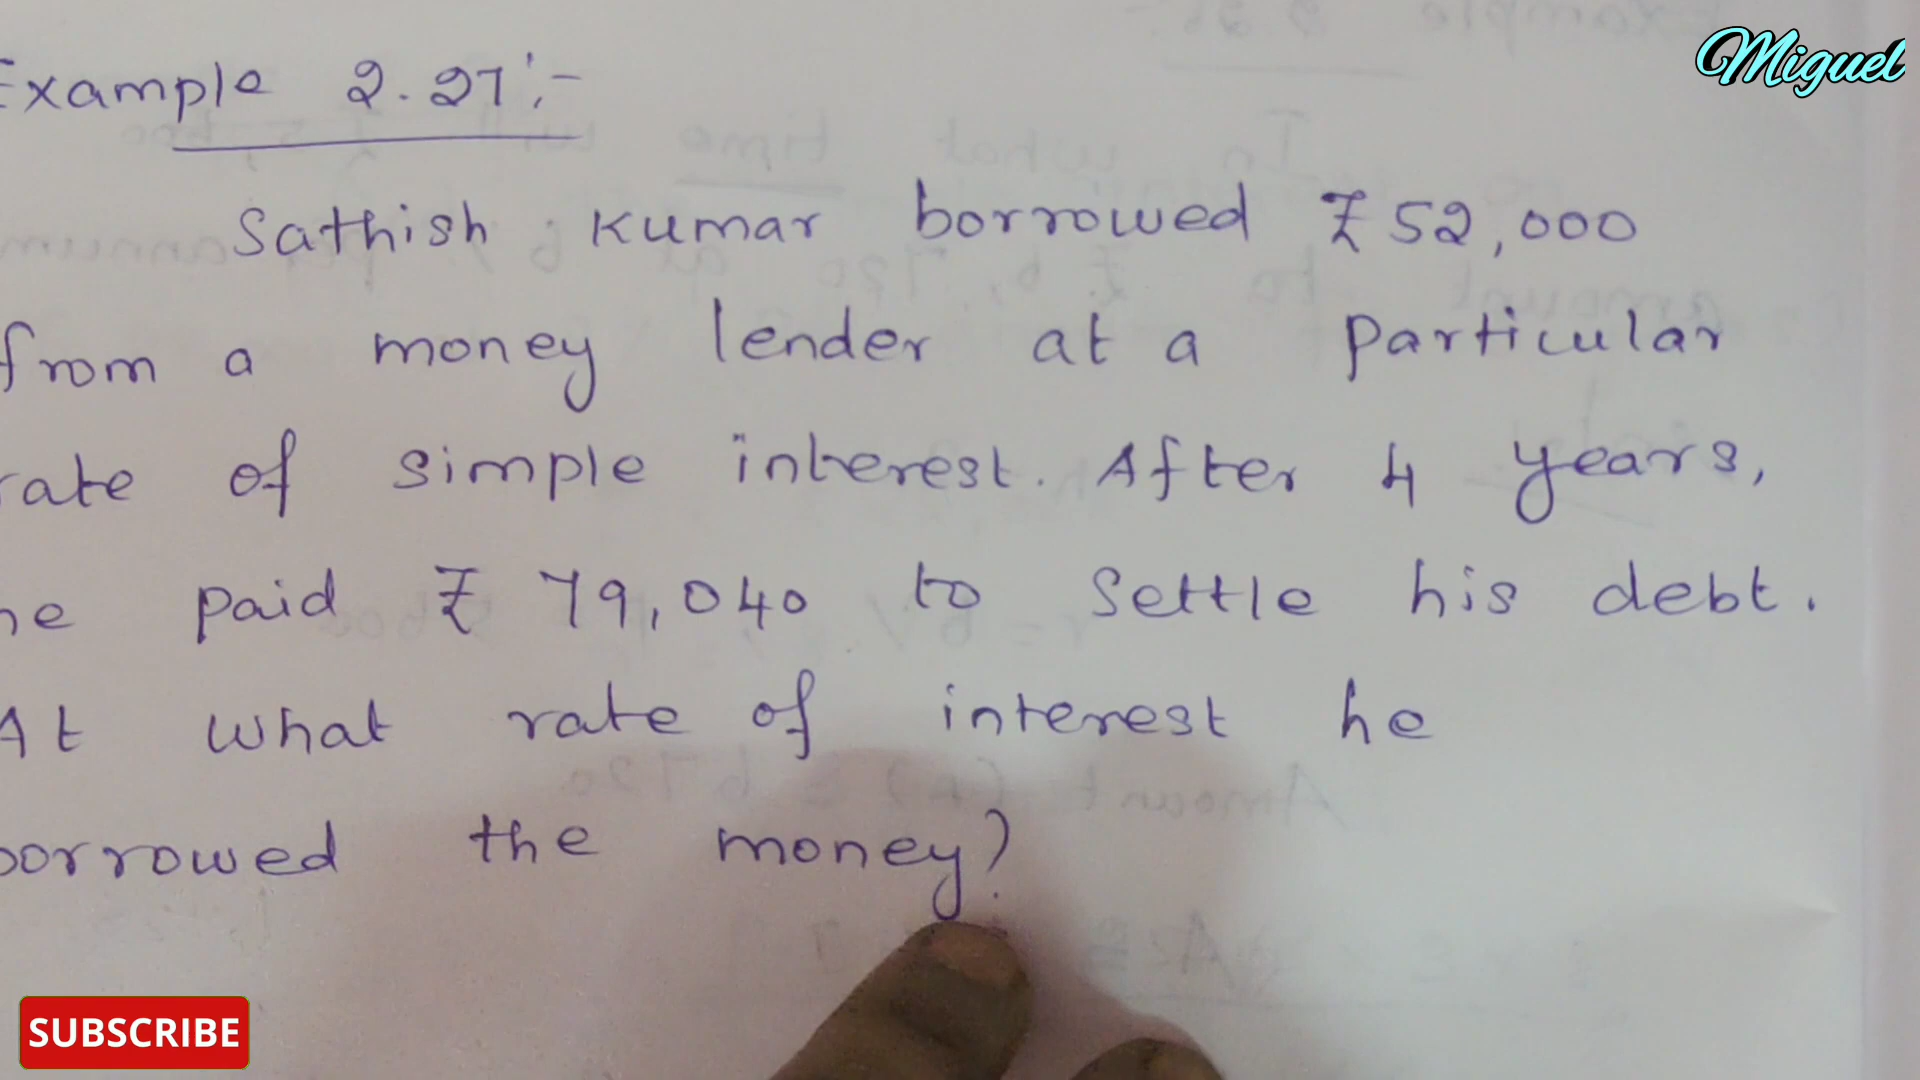 Example 2.27:-
Miguel
Sathish Kumar borrowed ₹52,000
from a money lender at a particular
rate of simple interest. After 4 years,
he paid ₹ 79,040 to settle his debt.
At what rate of interest he
borrowed the money?
SUBSCRIBE